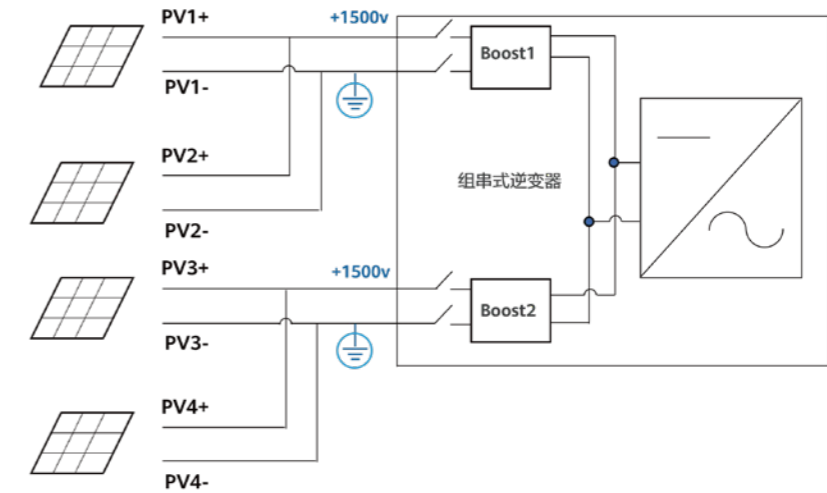 PV1+
+1500v
Boost1
PV1-
PV2+
组串式逆变器
PV2-
PV3+
+1500v
Boost2
PV3-
PV4+
PV4-